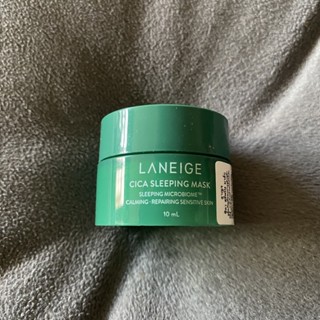 LANEIGE
CICA SLEEPING MASK
SLEEPING MICROBIOME™
CALMING · REPAIRING SENSITIVE SKIN
10 mL